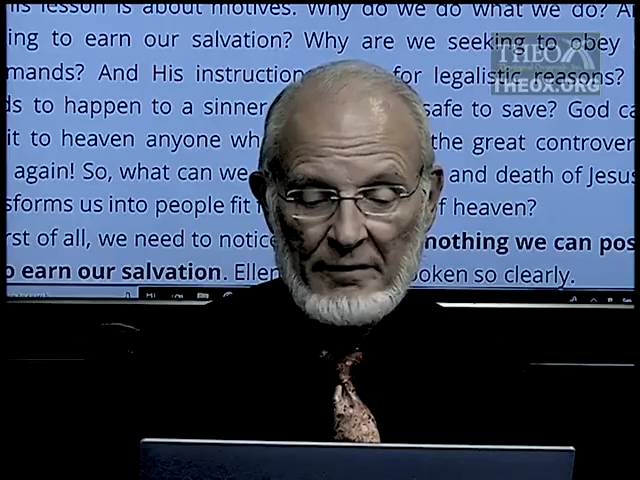 is lesson is about motives. Why do we do what we do? A
ing to earn our salvation? Why are we seeking to obey
mands? And His instruction for legalistic reasons?
ds to happen to a sinner safe to save? God ca
it to heaven anyone wh the great controver
again! So, what can we and death of Jesus
sforms us into people fit f heaven?
rst of all, we need to notice nothing we can pos
o earn our salvation. Ellen oken so clearly.
THEOX
THEOX.ORG